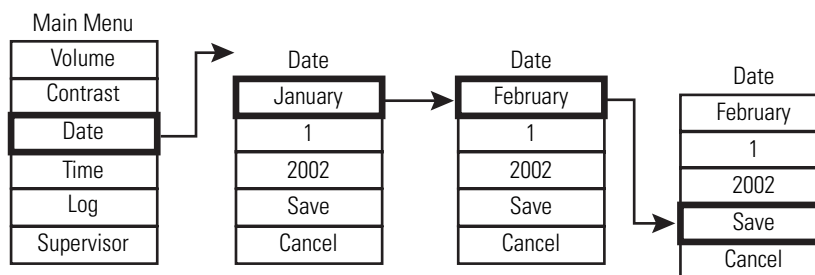 Main Menu
Volume
Contrast
Date
Time
Log
Supervisor
Date
January
1
2002
Save
Cancel
Date
February
1
2002
Save
Cancel
Date
February
1
2002
Save
Cancel